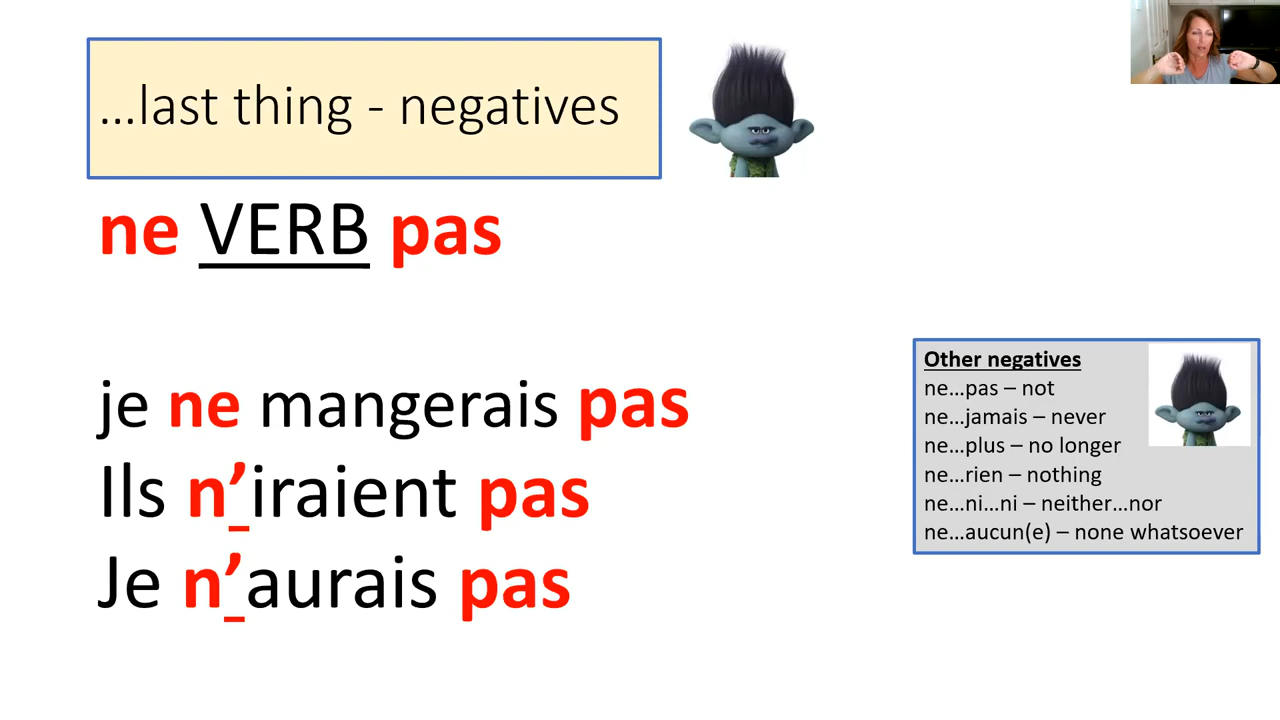 ...last thing - negatives
ne VERB pas
je ne mangerais pas
Ils n’iraient pas
Je n’aurais pas
Other negatives
ne…pas – not
ne…jamais – never
ne…plus – no longer
ne…rien – nothing
ne…ni…ni – neither…nor
ne…aucun(e) – none whatsoever